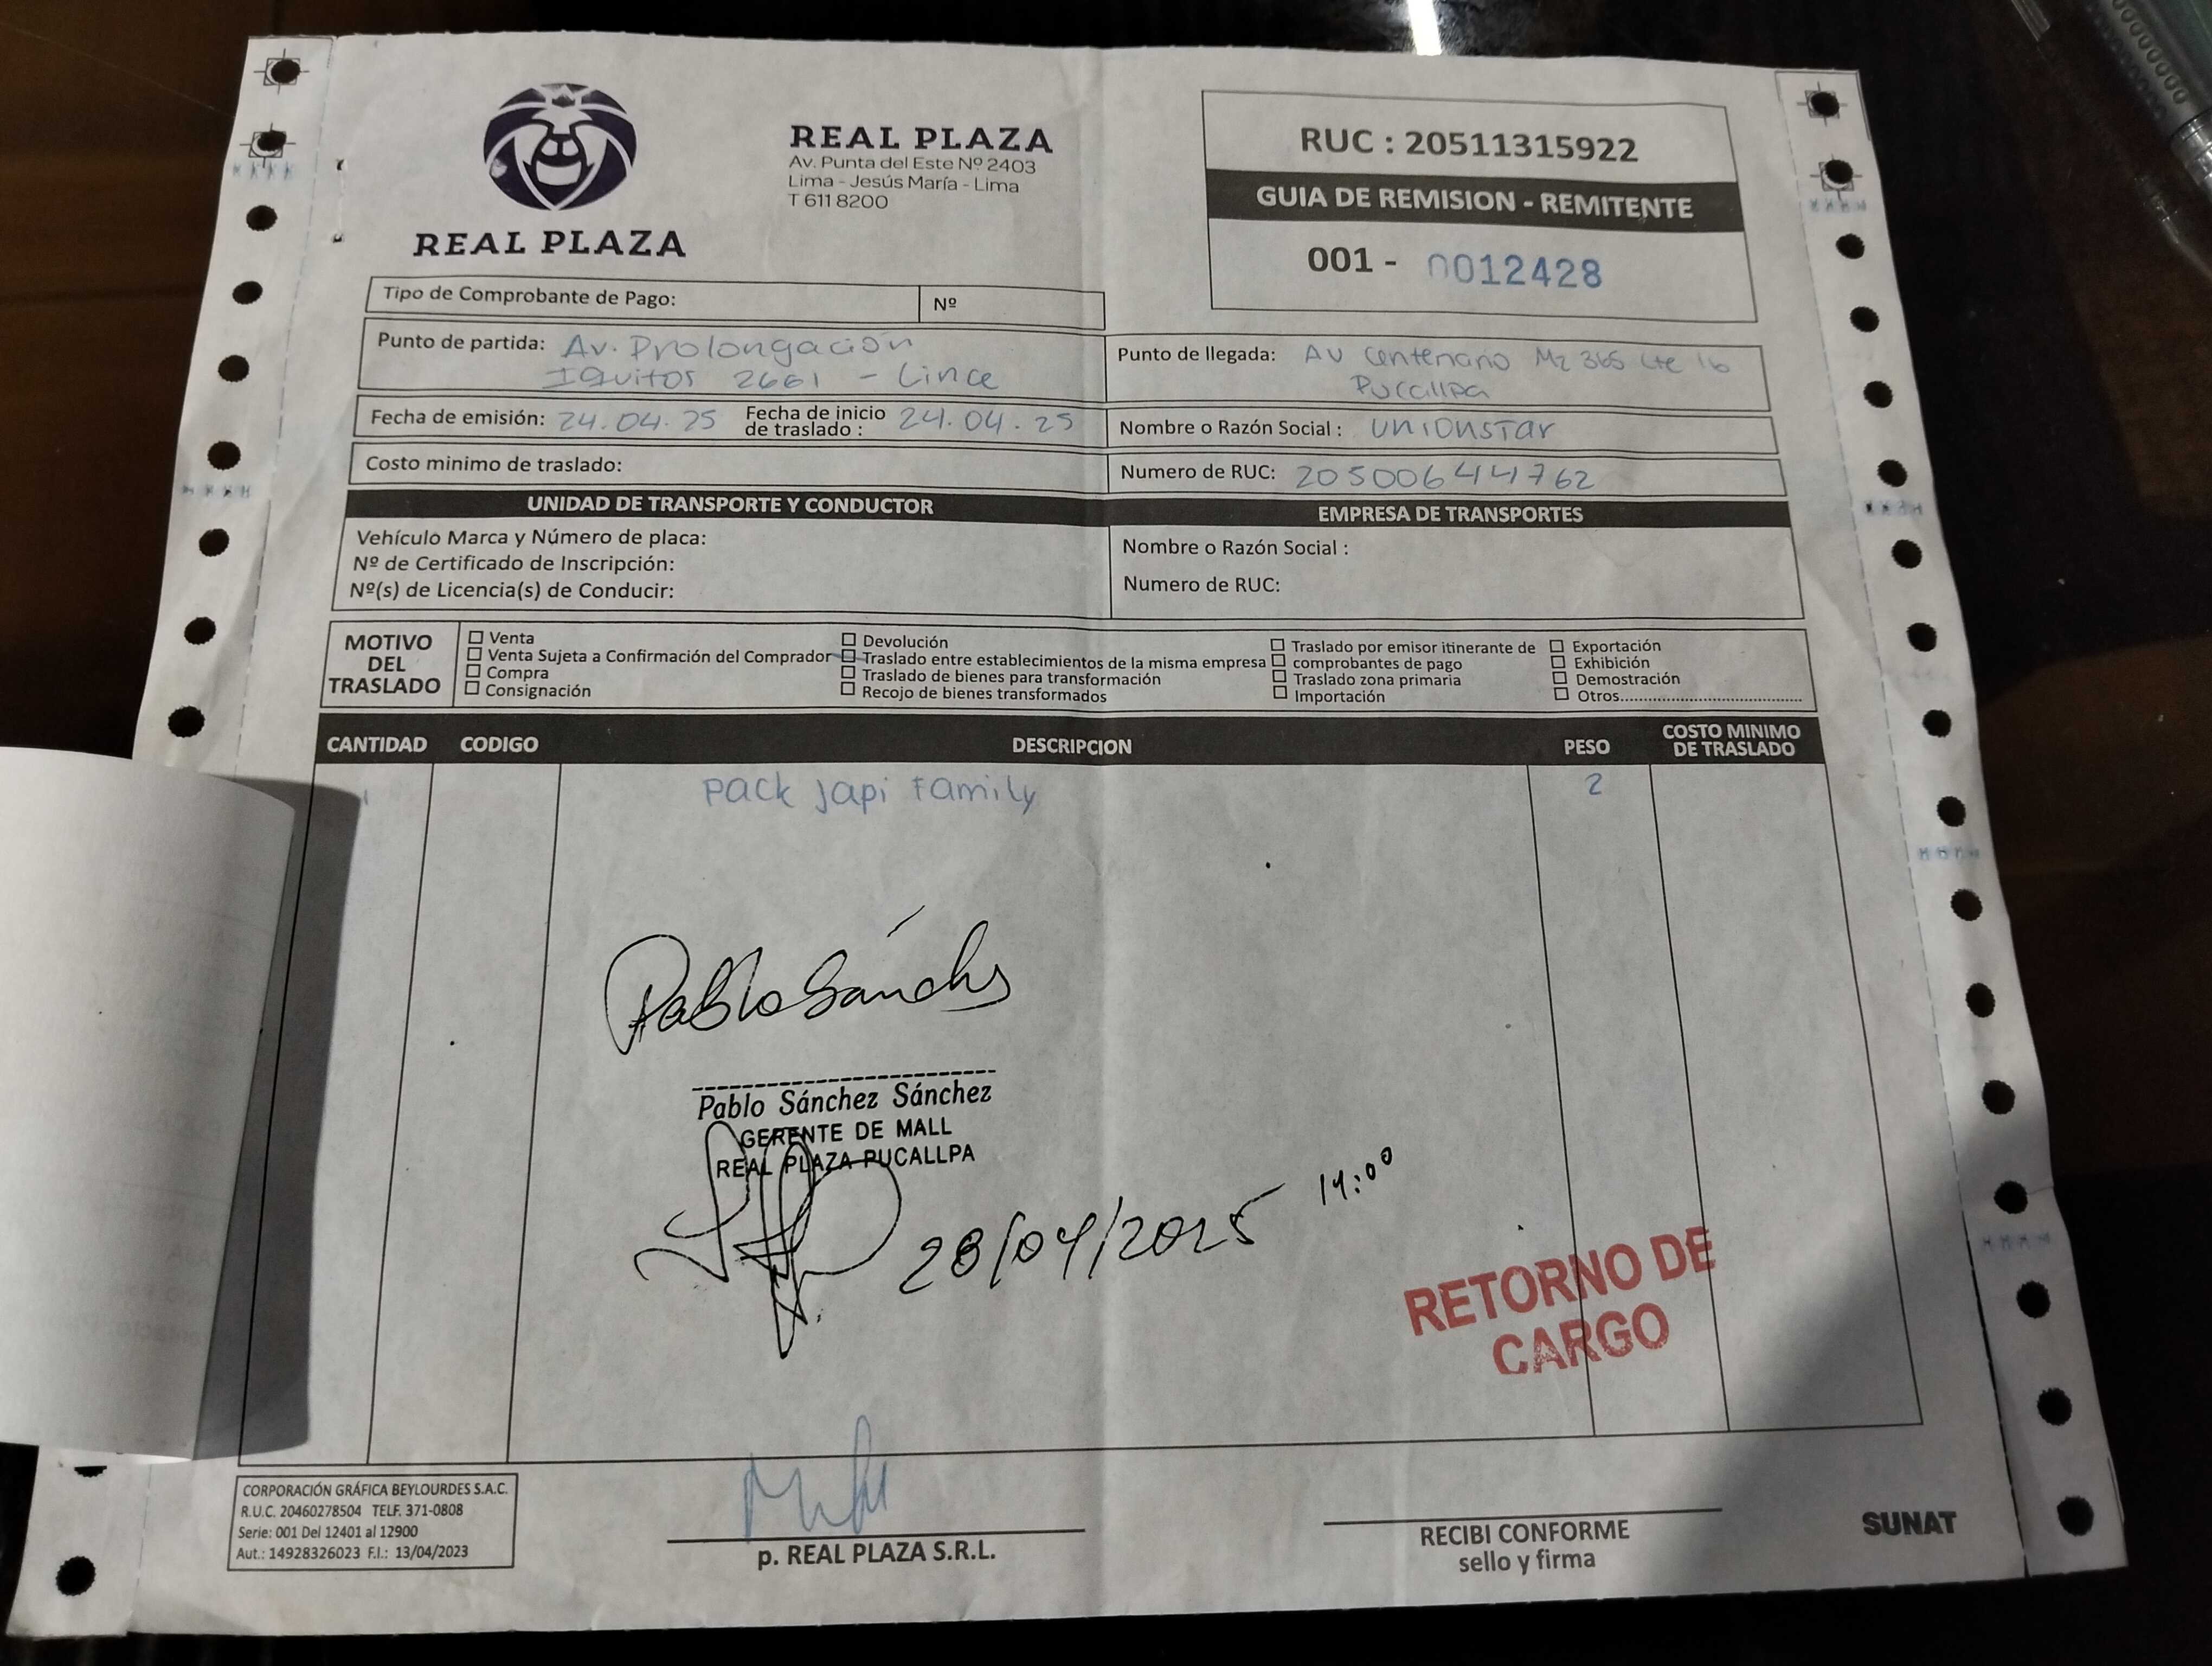 REAL PLAZA
REAL PLAZA
Av. Punta del Este Nº 2403
Lima - Jesús María - Lima
T 611 8200
RUC : 20511315922
GUIA DE REMISION - REMITENTE
001 - 0012428
Tipo de Comprobante de Pago:
Nº
Punto de partida: Av. Prolongación
Iquitos 2661 - Lince
Punto de llegada: AV Centenario Mz 365 Lte 16
Pucallpa
Fecha de emisión: 24.04.25 Fecha de inicio de traslado : 24.04.25
Nombre o Razón Social : UnionStar
Costo minimo de traslado:
Numero de RUC: 205006444762
UNIDAD DE TRANSPORTE Y CONDUCTOR
EMPRESA DE TRANSPORTES
Vehículo Marca y Número de placa:
Nº de Certificado de Inscripción:
Nº(s) de Licencia(s) de Conducir:
Nombre o Razón Social :
Numero de RUC:
MOTIVO
DEL
TRASLADO
Venta
Venta Sujeta a Confirmación del Comprador
Compra
Consignación
Devolución
Traslado entre establecimientos de la misma empresa
Traslado de bienes para transformación
Recojo de bienes transformados
Traslado por emisor itinerante de
comprobantes de pago
Traslado zona primaria
Importación
Exportación
Exhibición
Demostración
Otros...............................................
CANTIDAD CODIGO DESCRIPCION PESO COSTO MINIMO DE TRASLADO
Pack Japi Family 2
Pablo Sánchez
Pablo Sánchez Sánchez
GERENTE DE MALL
REAL PLAZA PUCALLPA
28/04/2025 14:00
RETORNO DE
CARGO
CORPORACIÓN GRÁFICA BEYLOURDES S.A.C.
R.U.C. 20460278504 TELF. 371-0808
Serie: 001 Del 12401 al 12900
Aut.: 14928326023 F.I.: 13/04/2023
p. REAL PLAZA S.R.L.
RECIBI CONFORME
sello y firma
SUNAT